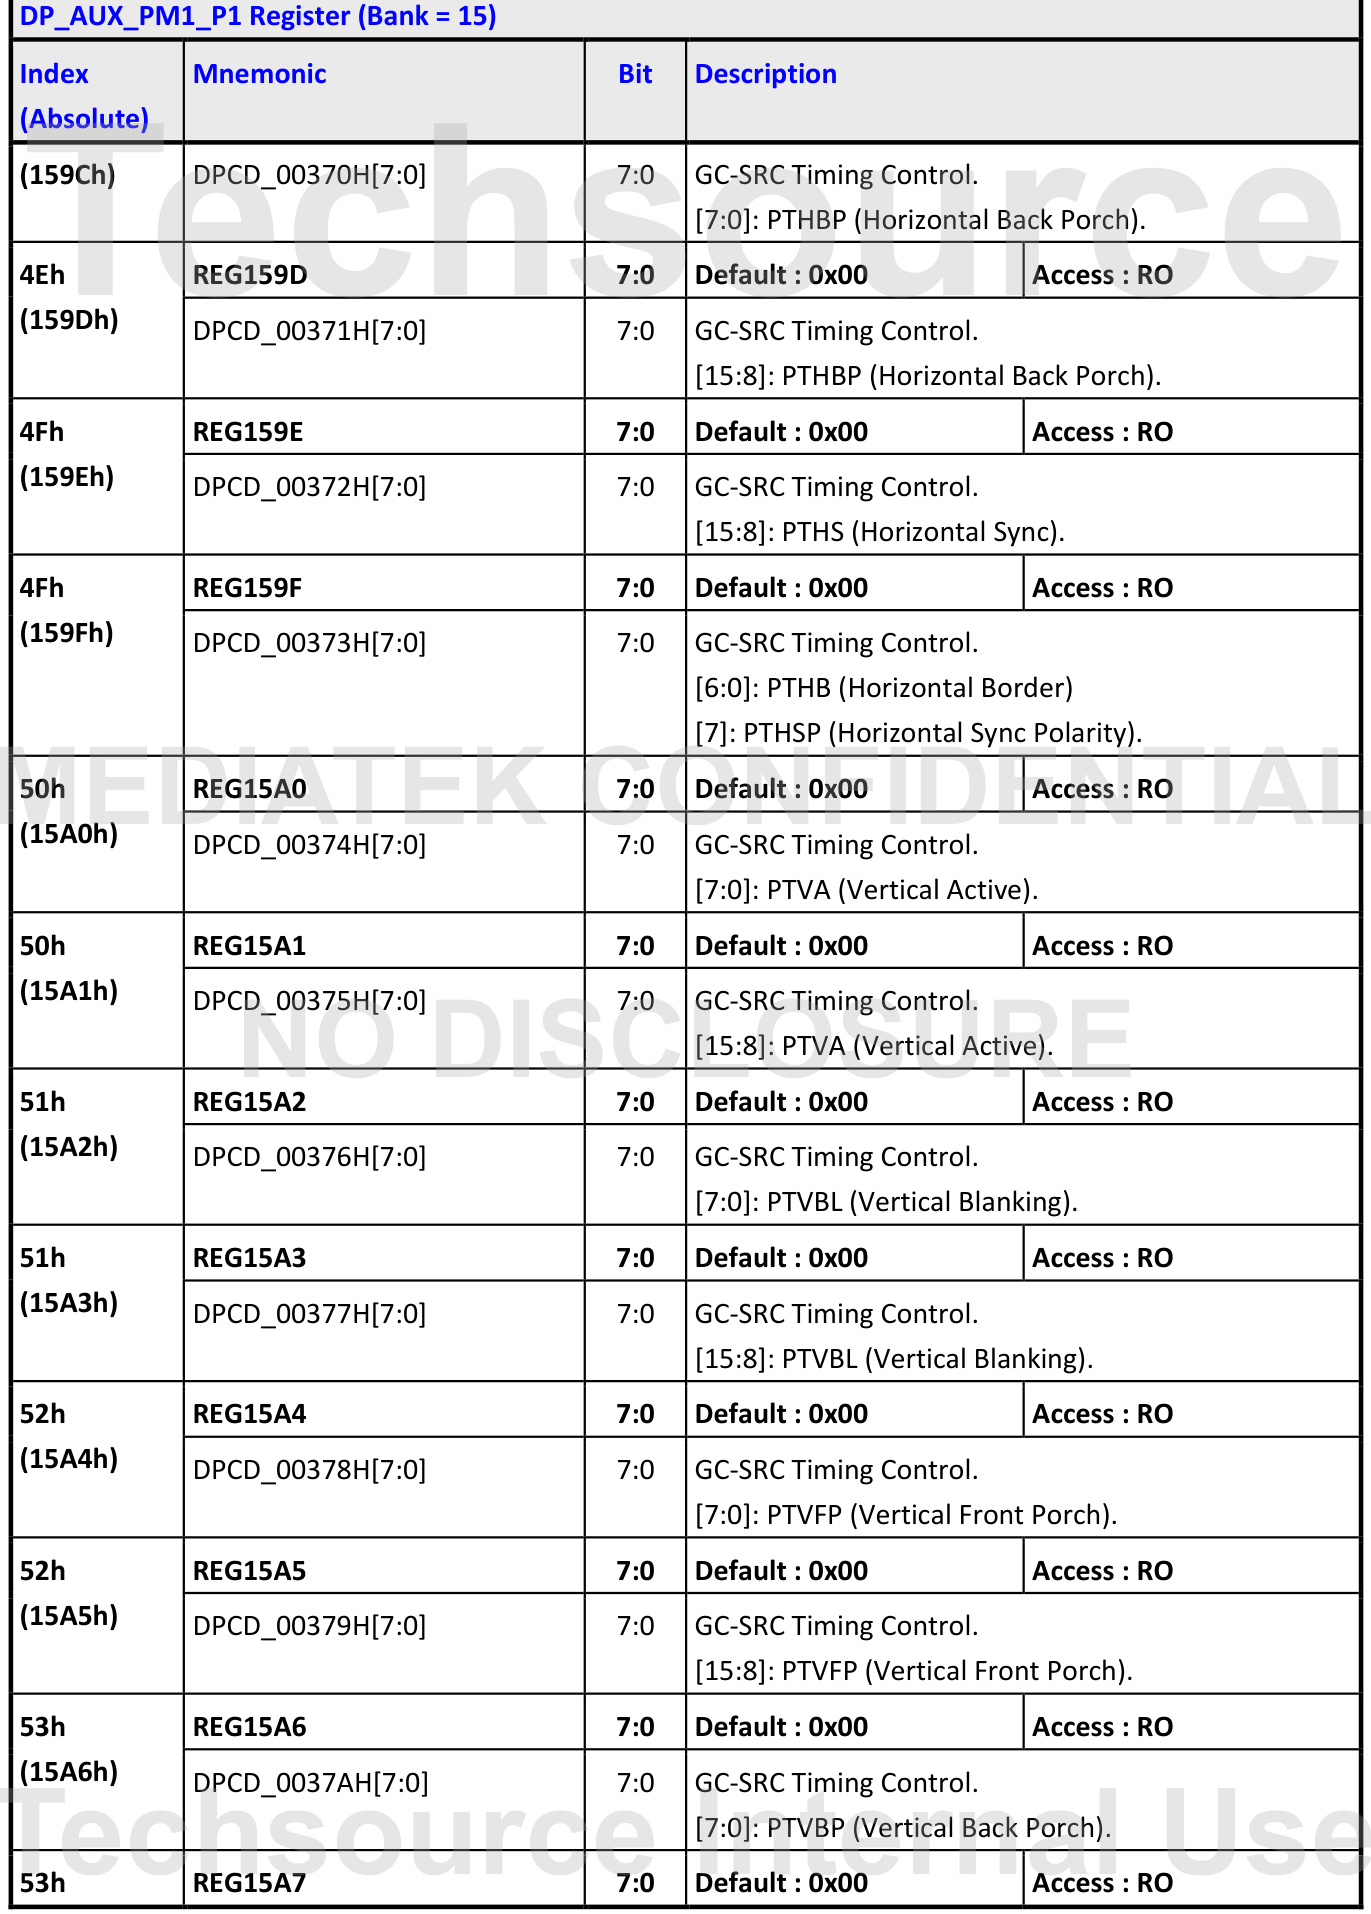 DP_AUX_PM1_P1 Register (Bank = 15)
Index (Absolute) Mnemonic Bit Description
(159Ch) DPCD_00370H[7:0] 7:0 GC-SRC Timing Control.
[7:0]: PTHBP (Horizontal Back Porch).
Techsource
4Eh REG159D 7:0 Default : 0x00 Access : RO
(159Dh) DPCD_00371H[7:0] 7:0 GC-SRC Timing Control.
[15:8]: PTHBP (Horizontal Back Porch).
4Fh REG159E 7:0 Default : 0x00 Access : RO
(159Eh) DPCD_00372H[7:0] 7:0 GC-SRC Timing Control.
[15:8]: PTHS (Horizontal Sync).
4Fh REG159F 7:0 Default : 0x00 Access : RO
(159Fh) DPCD_00373H[7:0] 7:0 GC-SRC Timing Control.
[6:0]: PTHB (Horizontal Border)
[7]: PTHSP (Horizontal Sync Polarity).
MEDIATEK CONFIDENTIAL
50h REG15A0 7:0 Default : 0x00 Access : RO
(15A0h) DPCD_00374H[7:0] 7:0 GC-SRC Timing Control.
[7:0]: PTVA (Vertical Active).
50h REG15A1 7:0 Default : 0x00 Access : RO
(15A1h) DPCD_00375H[7:0] 7:0 GC-SRC Timing Control.
[15:8]: PTVA (Vertical Active).
NO DISCLOSURE
51h REG15A2 7:0 Default : 0x00 Access : RO
(15A2h) DPCD_00376H[7:0] 7:0 GC-SRC Timing Control.
[7:0]: PTVBL (Vertical Blanking).
51h REG15A3 7:0 Default : 0x00 Access : RO
(15A3h) DPCD_00377H[7:0] 7:0 GC-SRC Timing Control.
[15:8]: PTVBL (Vertical Blanking).
52h REG15A4 7:0 Default : 0x00 Access : RO
(15A4h) DPCD_00378H[7:0] 7:0 GC-SRC Timing Control.
[7:0]: PTVFP (Vertical Front Porch).
52h REG15A5 7:0 Default : 0x00 Access : RO
(15A5h) DPCD_00379H[7:0] 7:0 GC-SRC Timing Control.
[15:8]: PTVFP (Vertical Front Porch).
53h REG15A6 7:0 Default : 0x00 Access : RO
(15A6h) DPCD_0037AH[7:0] 7:0 GC-SRC Timing Control.
[7:0]: PTVBP (Vertical Back Porch).
Techsource Internal Use
53h REG15A7 7:0 Default : 0x00 Access : RO